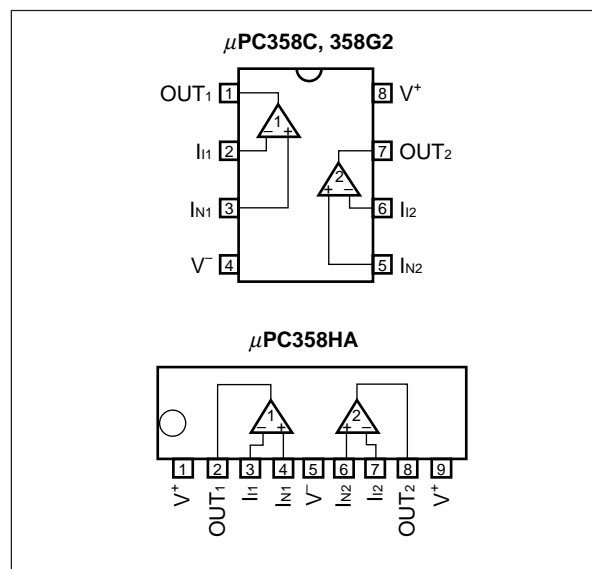 μPC358C, 358G2
OUT1 1 8 V+
1
II1 2 − + 7 OUT2
2
IN1 3 + − 6 II2
V− 4 5 IN2
μPC358HA
1 2
− + + −
1 2 3 4 5 6 7 8 9
V+ OUT1 II1 IN1 V− IN2 II2 OUT2 V+